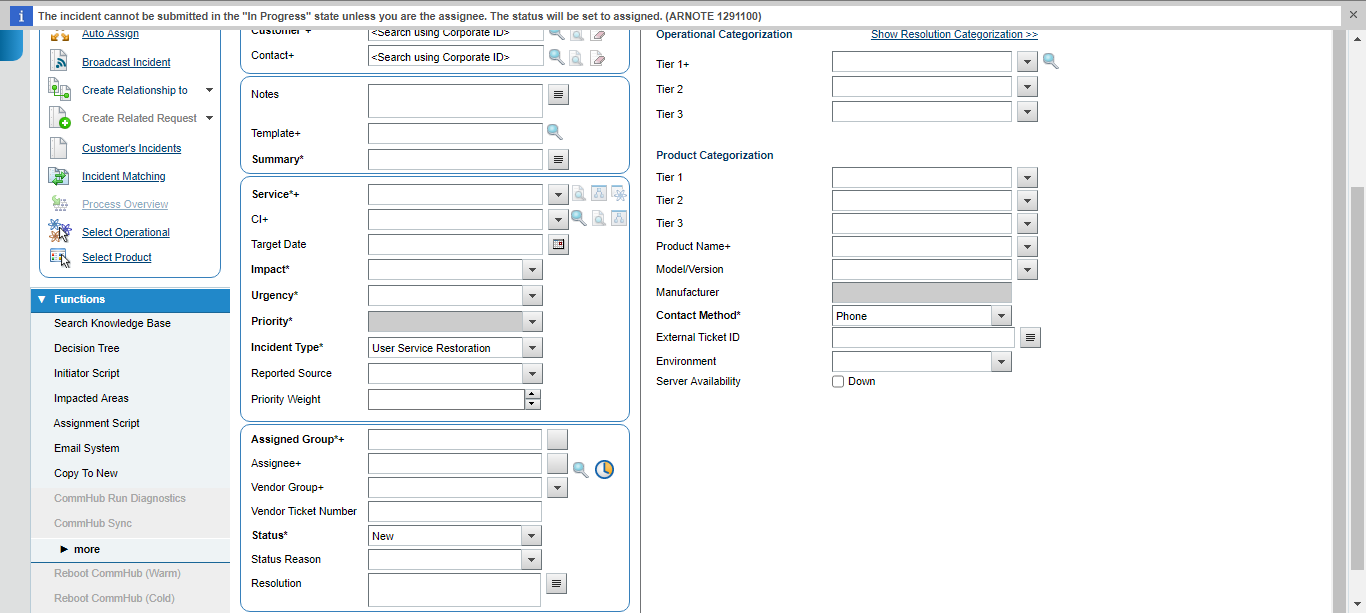 The incident cannot be submitted in the "In Progress" state unless you are the assignee. The status will be set to assigned. (ARNOTE 1291100)
Auto Assign
Broadcast Incident
Create Relationship to
Create Related Request
Customer's Incidents
Incident Matching
Process Overview
Select Operational
Select Product
Functions
Search Knowledge Base
Decision Tree
Initiator Script
Impacted Areas
Assignment Script
Email System
Copy To New
CommHub Run Diagnostics
CommHub Sync
more
Reboot CommHub (Warm)
Reboot CommHub (Cold)
Customer*+ <Search using Corporate ID>
Contact+ <Search using Corporate ID>
Notes
Template+
Summary*
Service*+
CI+
Target Date
Impact*
Urgency*
Priority*
Incident Type* User Service Restoration
Reported Source
Priority Weight
Assigned Group*+
Assignee+
Vendor Group+
Vendor Ticket Number
Status* New
Status Reason
Resolution
Operational Categorization Show Resolution Categorization >>
Tier 1+
Tier 2
Tier 3
Product Categorization
Tier 1
Tier 2
Tier 3
Product Name+
Model/Version
Manufacturer
Contact Method* Phone
External Ticket ID
Environment
Server Availability Down